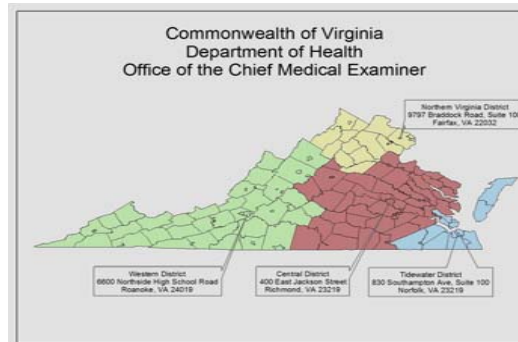 Commonwealth of Virginia
Department of Health
Office of the Chief Medical Examiner
Northern Virginia District
9797 Braddock Road, Suite 100
Fairfax, VA 22032
Western District
6600 Northside High School Road
Roanoke, VA 24019
Central District
400 East Jackson Street
Richmond, VA 23219
Tidewater District
830 Southampton Ave, Suite 100
Norfolk, VA 23219